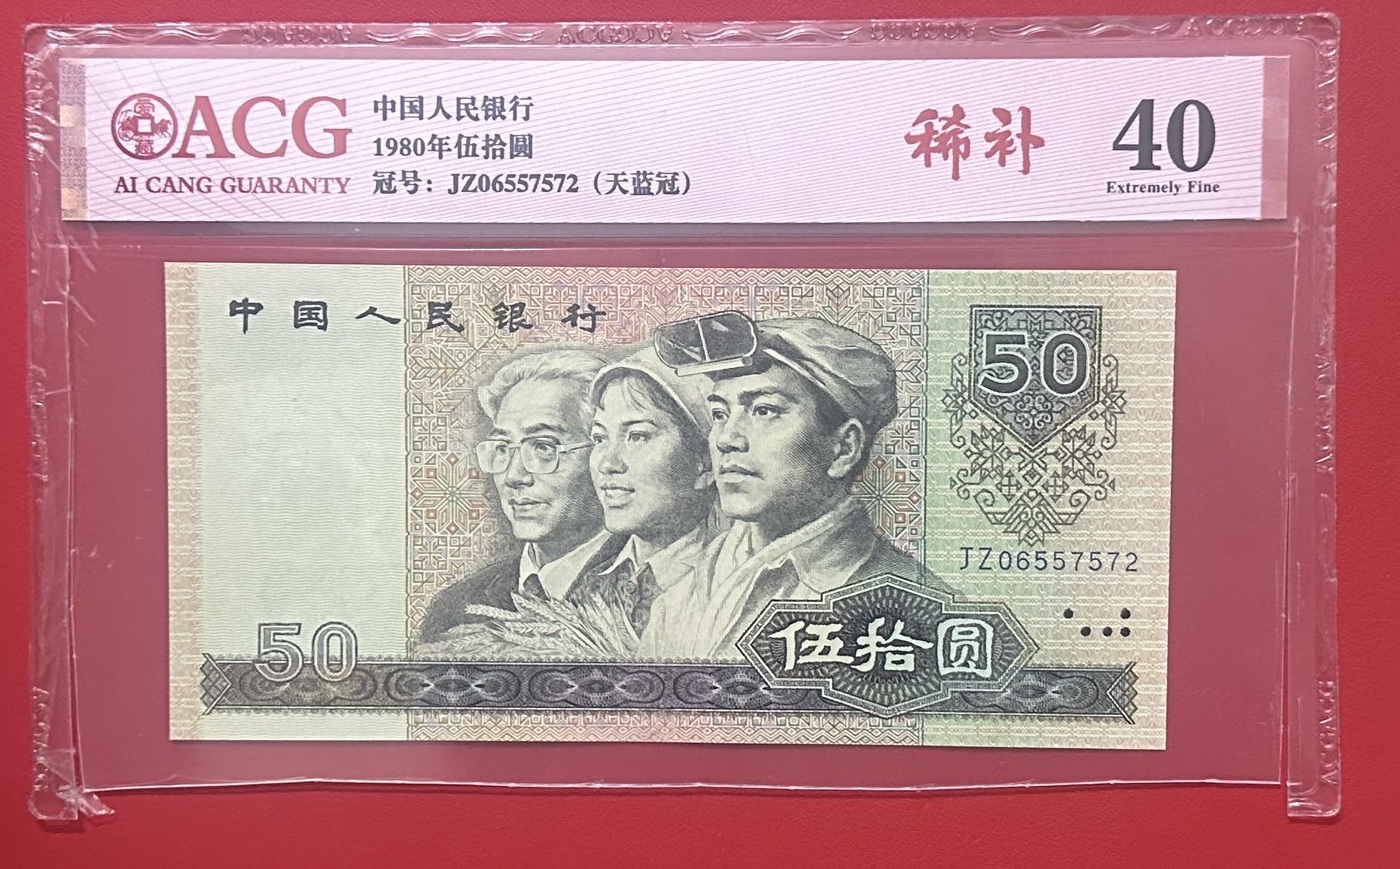 ACG
AI CANG GUARANTY
中国人民银行
1980年伍拾圆
冠号：JZ06557572（天蓝冠）
稀补
40
Extremely Fine
中国人民银行
50
JZ06557572
50
伍拾圆